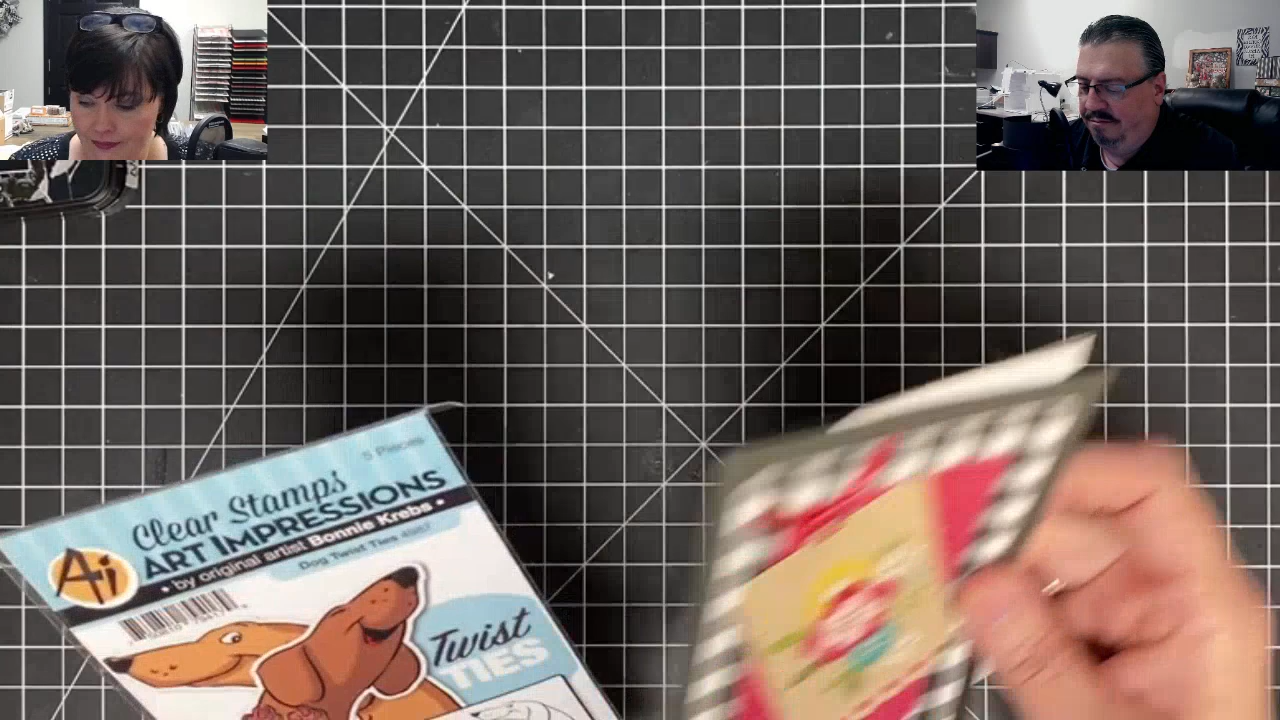 5 Pieces
Clear Stamps
ART IMPRESSIONS
• by original artist Bonnie Krebs •
Dog Twist Ties
Ai
Twist
TIES